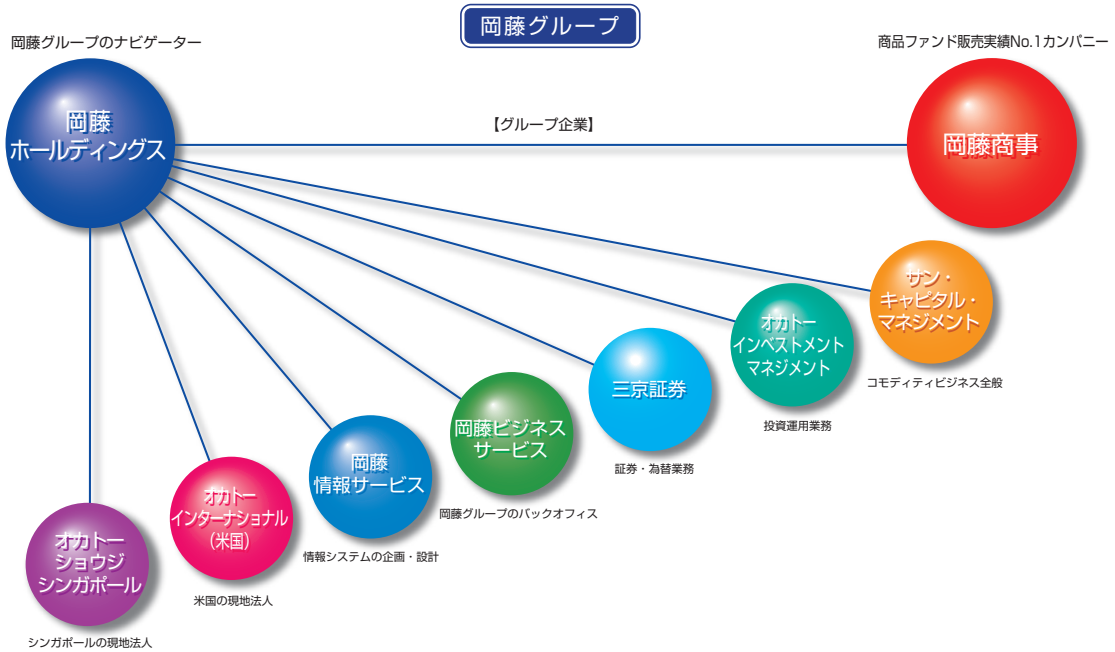 岡藤グループ
岡藤グループのナビゲーター
岡藤
ホールディングス
【グループ企業】
商品ファンド販売実績No.1カンパニー
岡藤商事
サン・
キャピタル・
マネジメント
コモディティビジネス全般
オカトー
インベストメント
マネジメント
投資運用業務
三京証券
証券・為替業務
岡藤ビジネス
サービス
岡藤グループのバックオフィス
岡藤
情報サービス
情報システムの企画・設計
オカトー
インターナショナル
（米国）
米国の現地法人
オカトー
ショウジ
シンガポール
シンガポールの現地法人